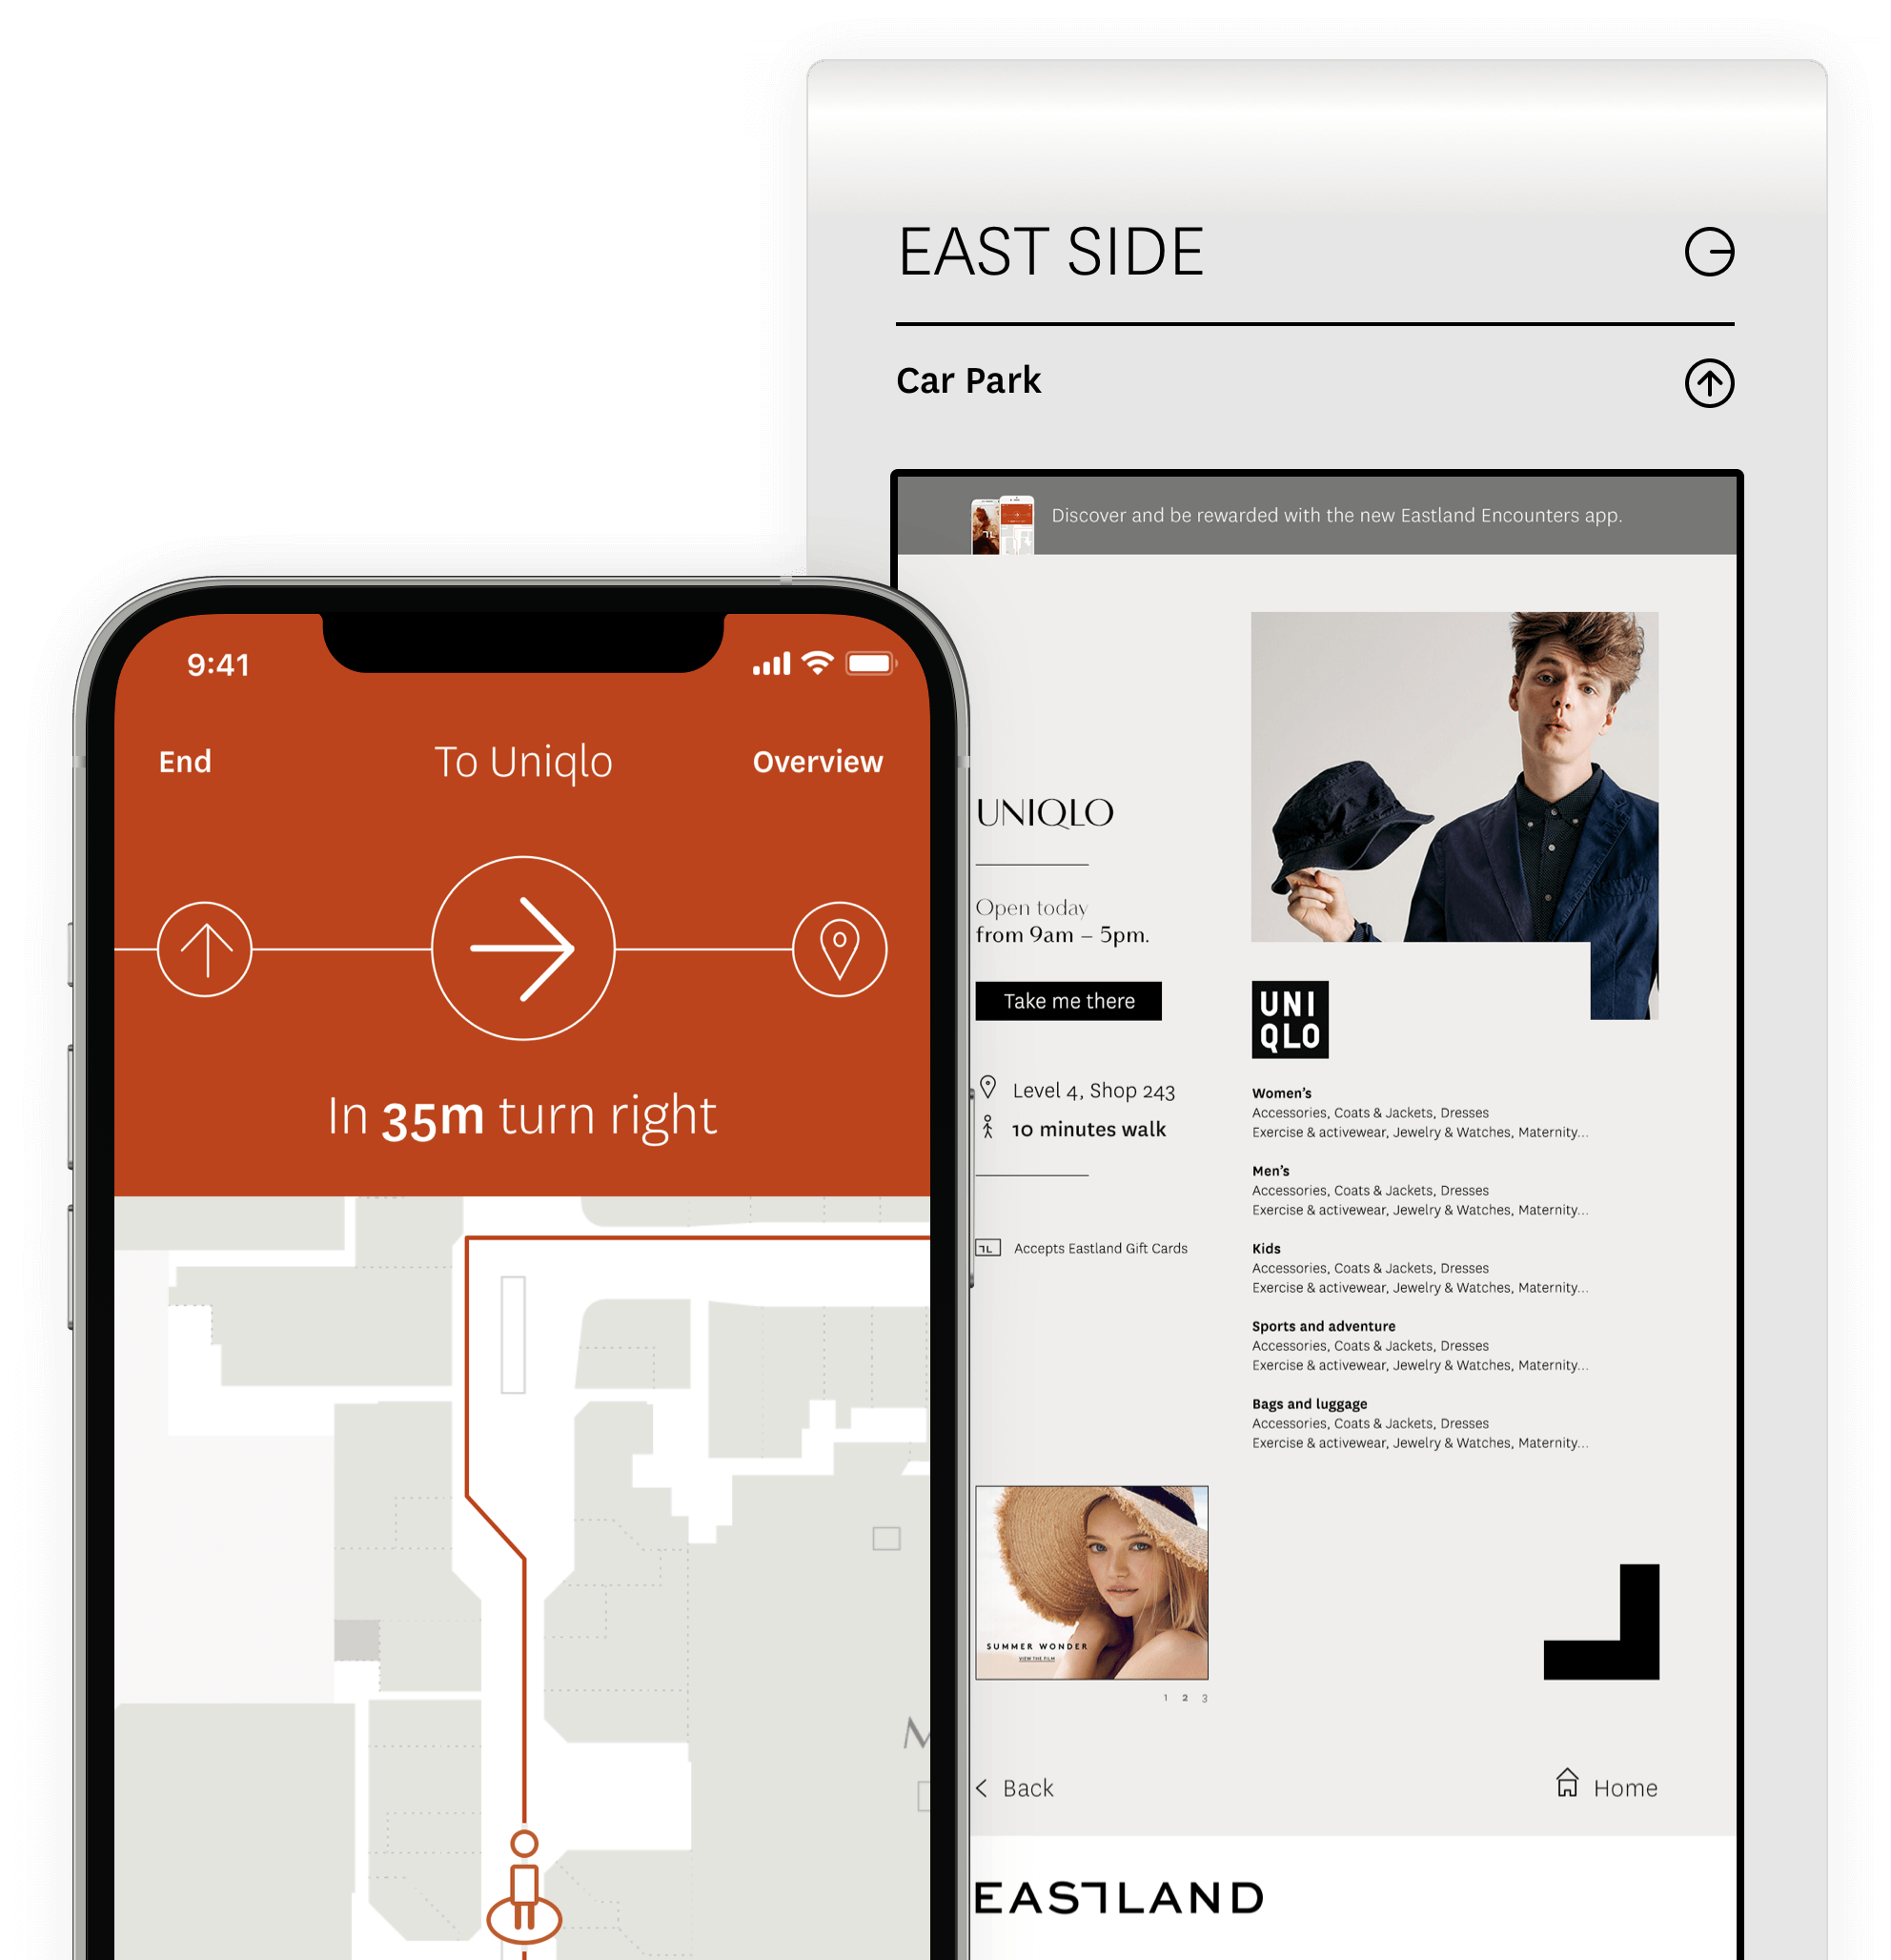 EAST SIDE
Car Park
Discover and be rewarded with the new Eastland Encounters app.
UNIQLO
Open today
from 9am – 5pm.
Take me there
Level 4, Shop 243
10 minutes walk
Accepts Eastland Gift Cards
UNI
QLO
Women's
Accessories, Coats & Jackets, Dresses
Exercise & activewear, Jewelry & Watches, Maternity...
Men's
Accessories, Coats & Jackets, Dresses
Exercise & activewear, Jewelry & Watches, Maternity...
Kids
Accessories, Coats & Jackets, Dresses
Exercise & activewear, Jewelry & Watches, Maternity...
Sports and adventure
Accessories, Coats & Jackets, Dresses
Exercise & activewear, Jewelry & Watches, Maternity...
Bags and luggage
Accessories, Coats & Jackets, Dresses
Exercise & activewear, Jewelry & Watches, Maternity...
SUMMER WONDER
VIEW THE FILM
1 2 3
Back
Home
EASTLAND
9:41
End
To Uniqlo
Overview
In 35m turn right
M